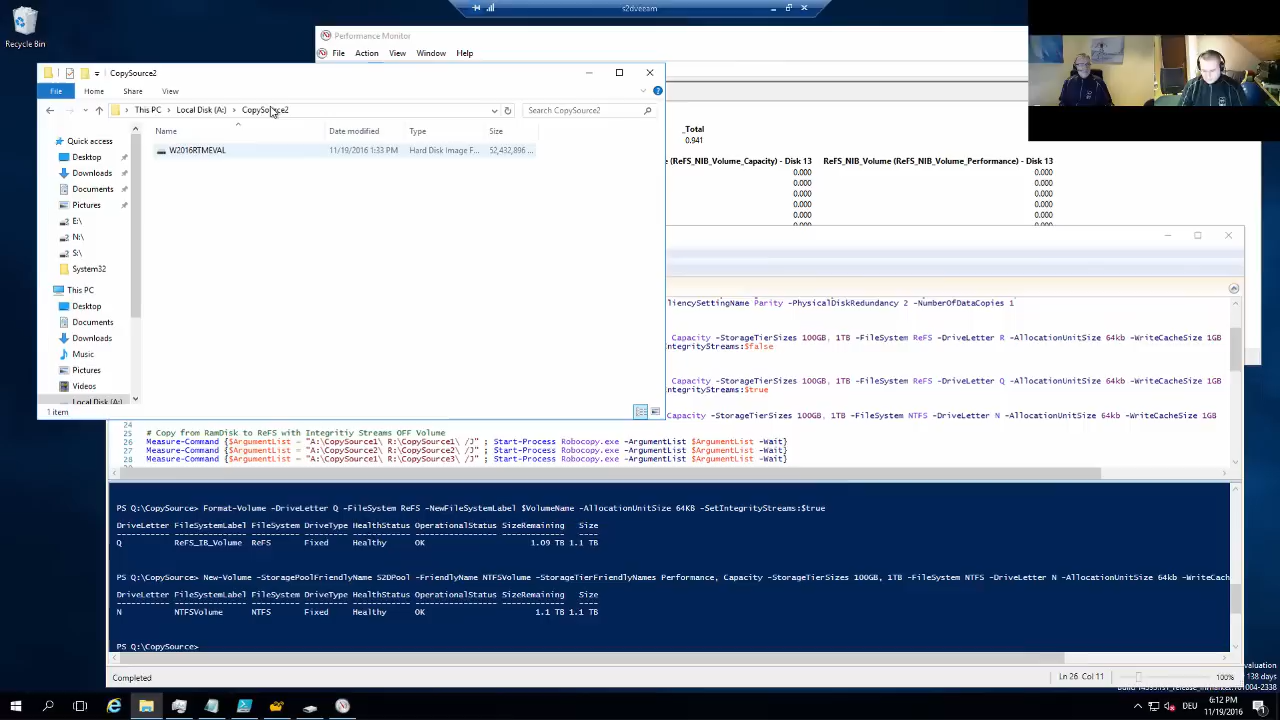 s2dveeam
Recycle Bin
Performance Monitor
File Action View Window Help
CopySource2
File Home Share View
This PC Local Disk (A:) CopySource2
Search CopySource2
Name Date modified Type Size
W2016RTMEVAL 11/19/2016 1:33 PM Hard Disk Image F... 52,432,896 ...
Quick access
Desktop
Downloads
Documents
Pictures
E:\
N:\
S:\
System32
This PC
Desktop
Documents
Downloads
Music
Pictures
Videos
Local Disk (A:)
1 item
_Total
0.941
(ReFS_NIB_Volume_Capacity) - Disk 13 ReFS_NIB_Volume (ReFS_NIB_Volume_Performance) - Disk 13
0.000 0.000
0.000 0.000
0.000 0.000
0.000 0.000
0.000 0.000
liencySettingName Parity -PhysicalDiskRedundancy 2 -NumberOfDataCopies 1
Capacity -StorageTierSizes 100GB, 1TB -FileSystem ReFS -DriveLetter R -AllocationUnitSize 64kb -WriteCacheSize 1GB
IntegrityStreams:$false
Capacity -StorageTierSizes 100GB, 1TB -FileSystem ReFS -DriveLetter Q -AllocationUnitSize 64kb -WriteCacheSize 1GB
IntegrityStreams:$true
Capacity -StorageTierSizes 100GB, 1TB -FileSystem NTFS -DriveLetter N -AllocationUnitSize 64kb -WriteCacheSize 1GB
24
25 # Copy from RamDisk to ReFS with Integritiy Streams OFF Volume
26 Measure-Command {$ArgumentList = "A:\CopySource1\ R:\CopySource1\ /J" ; Start-Process Robocopy.exe -ArgumentList $ArgumentList -Wait}
27 Measure-Command {$ArgumentList = "A:\CopySource2\ R:\CopySource2\ /J" ; Start-Process Robocopy.exe -ArgumentList $ArgumentList -Wait}
28 Measure-Command {$ArgumentList = "A:\CopySource3\ R:\CopySource3\ /J" ; Start-Process Robocopy.exe -ArgumentList $ArgumentList -Wait}
PS Q:\CopySource> Format-Volume -DriveLetter Q -FileSystem ReFS -NewFileSystemLabel $VolumeName -AllocationUnitSize 64KB -SetIntegrityStreams:$true
DriveLetter FileSystemLabel FileSystem DriveType HealthStatus OperationalStatus SizeRemaining Size
----------- --------------- ---------- --------- ------------ ----------------- ------------- ----
Q ReFS_IB_Volume ReFS Fixed Healthy OK 1.09 TB 1.1 TB
PS Q:\CopySource> New-Volume -StoragePoolFriendlyName S2DPool -FriendlyName NTFSVolume -StorageTierFriendlyNames Performance, Capacity -StorageTierSizes 100GB, 1TB -FileSystem NTFS -DriveLetter N -AllocationUnitSize 64kb -WriteCach
DriveLetter FileSystemLabel FileSystem DriveType HealthStatus OperationalStatus SizeRemaining Size
----------- --------------- ---------- --------- ------------ ----------------- ------------- ----
N NTFSVolume NTFS Fixed Healthy OK 1.1 TB 1.1 TB
PS Q:\CopySource>
Completed
Ln 26 Col 11
100%
evaluation
138 days
DEU
6:12 PM
11/19/2016